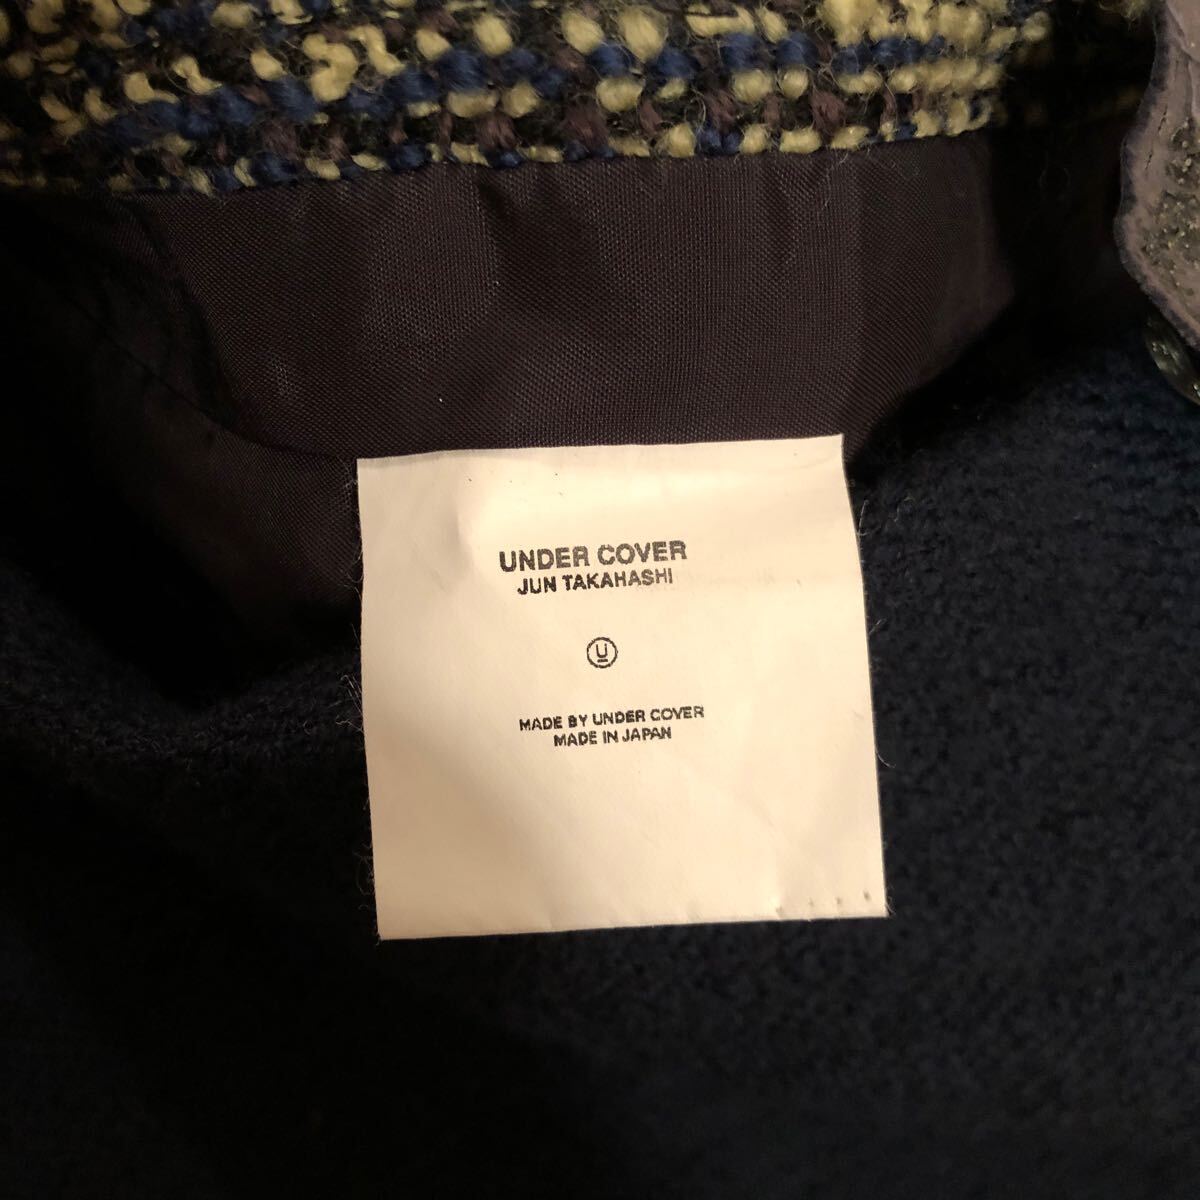 UNDER COVER
JUN TAKAHASHI
U
MADE BY UNDER COVER
MADE IN JAPAN